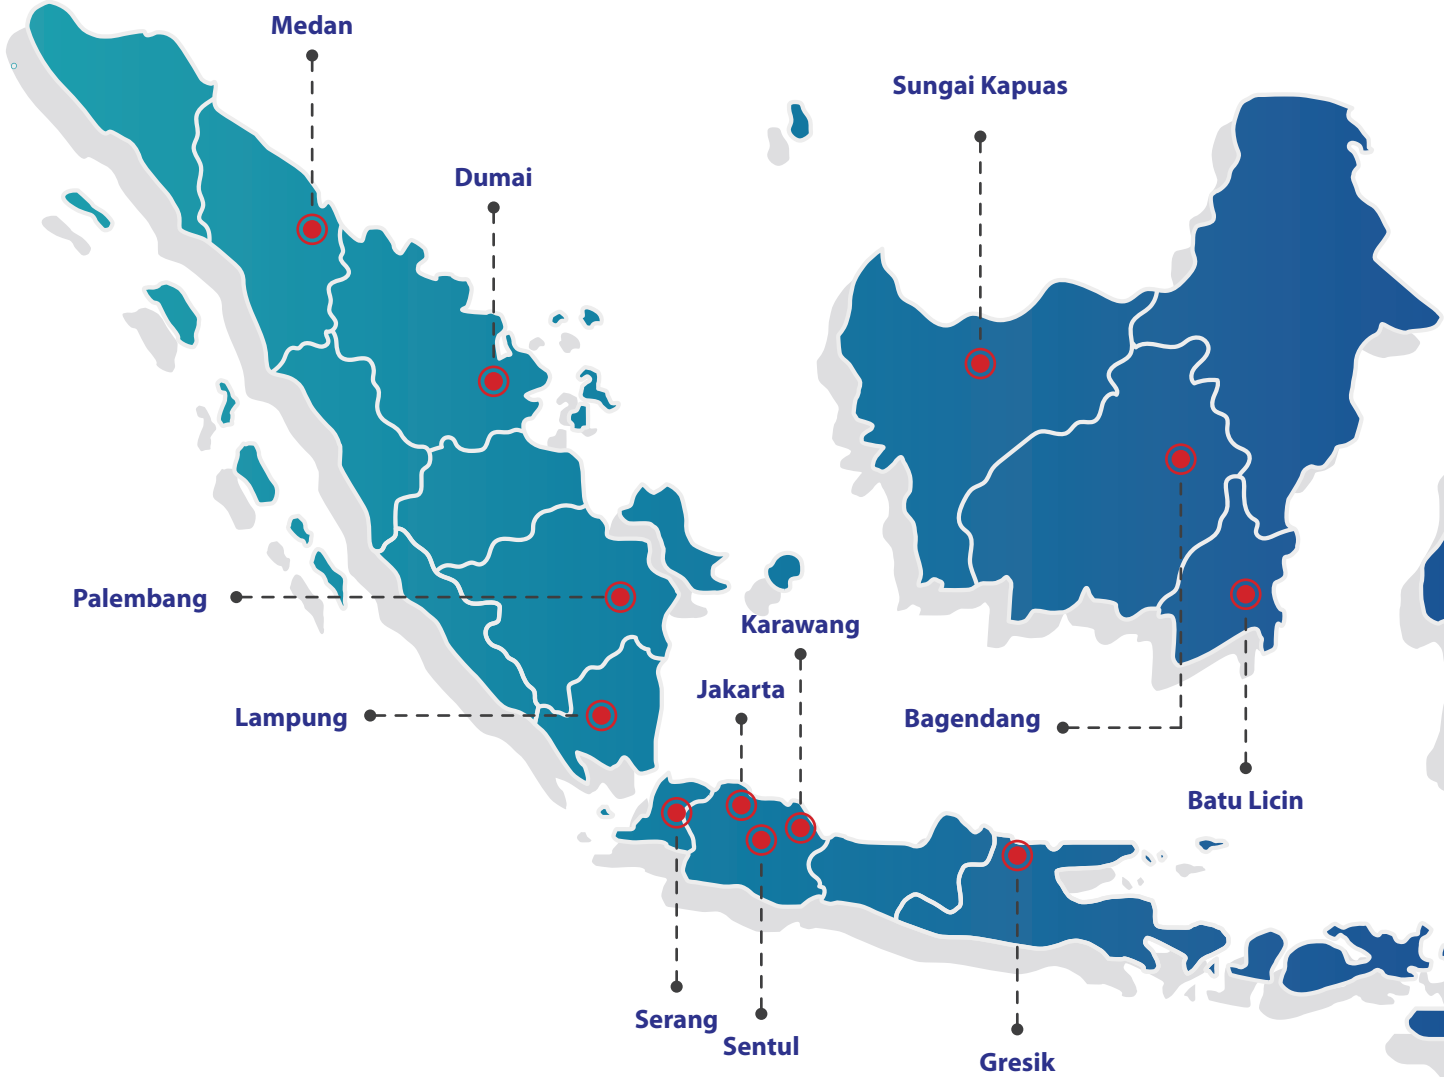 Medan
Sungai Kapuas
Dumai
Palembang
Karawang
Jakarta
Lampung
Bagendang
Batu Licin
Serang
Sentul
Gresik